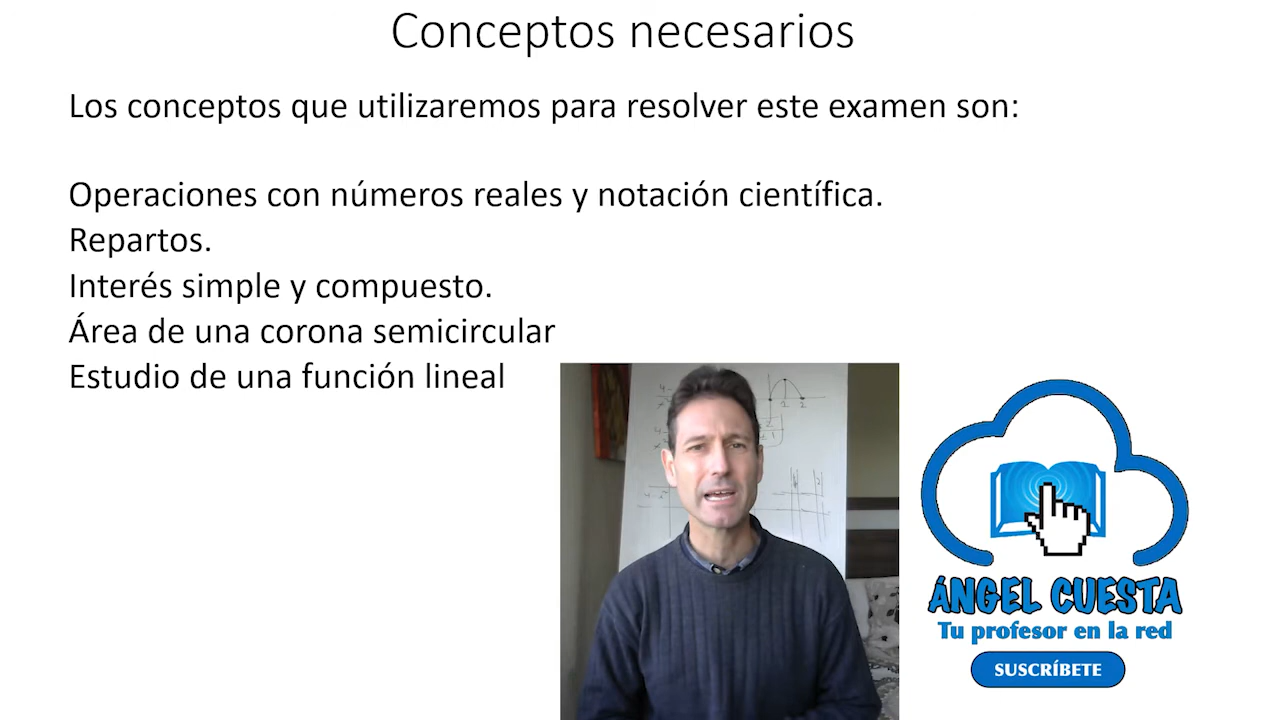 Conceptos necesarios
Los conceptos que utilizaremos para resolver este examen son:
Operaciones con números reales y notación científica.
Repartos.
Interés simple y compuesto.
Área de una corona semicircular
Estudio de una función lineal
ÁNGEL CUESTA
Tu profesor en la red
SUSCRÍBETE